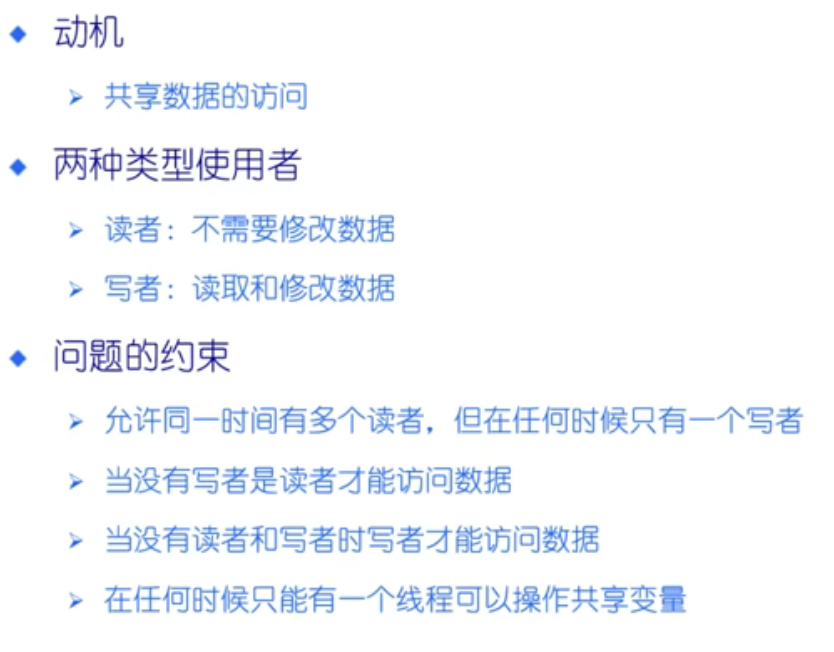 动机
共享数据的访问
两种类型使用者
读者：不需要修改数据
写者：读取和修改数据
问题的约束
允许同一时间有多个读者，但在任何时候只有一个写者
当没有写者是读者才能访问数据
当没有读者和写者时写者才能访问数据
在任何时候只能有一个线程可以操作共享变量